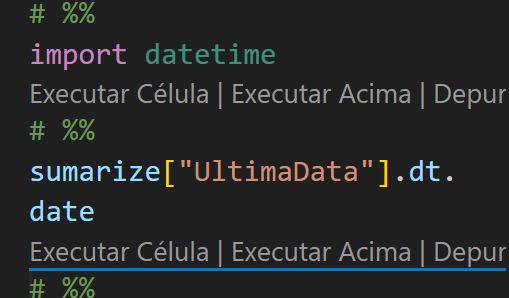 # %%
import datetime
Executar Célula | Executar Acima | Depur
# %%
sumarize["UltimaData"].dt.
date
Executar Célula | Executar Acima | Depur
# %%